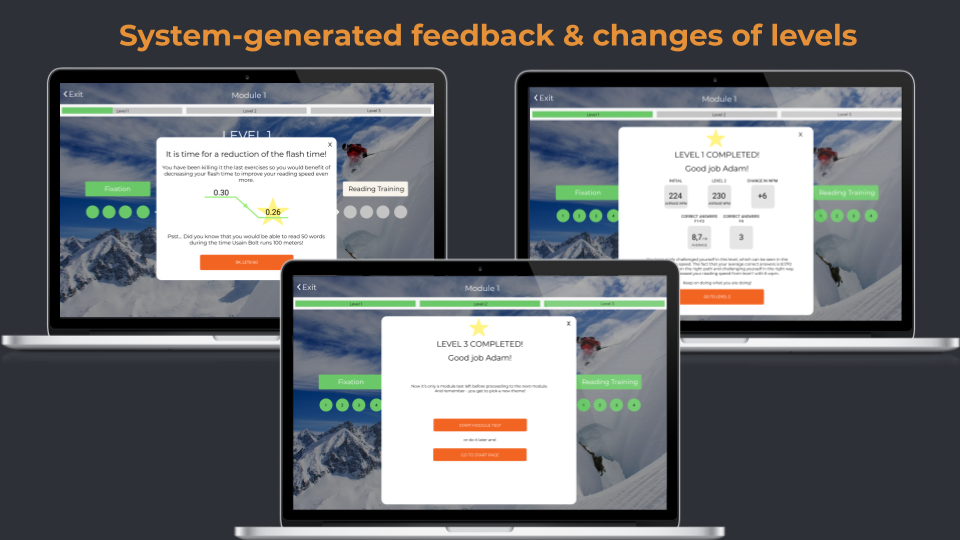 System-generated feedback & changes of levels
Exit
Module 1
Level 1
Level 2
Level 3
LEVEL 1
x
It is time for a reduction of the flash time!
You have been killing it the last exercises so you would benefit of
decreasing your flash time to improve your reading speed even
more.
0.30
0.26
Psst... Did you know that you would be able to read 50 words
during the time Usain Bolt runs 100 meters!
Fixation
Reading Training
Exit
Module 1
Level 1
Level 2
Level 3
x
LEVEL 1 COMPLETED!
Good job Adam!
INITIAL
LEVEL 2
CHANGE IN WPM
224
AVERAGE WPM
230
AVERAGE WPM
+6
CORRECT ANSWERS
CORRECT ANSWERS
8,7
AVERAGE
3
Keep on doing what you are doing!
GO TO LEVEL 2
Fixation
1 2 3 4
Reading Training
1 2 3 4
Exit
Module 1
Level 1
Level 2
Level 3
x
LEVEL 3 COMPLETED!
Good job Adam!
Now it's only a module test left before proceeding to the next module.
And remember - you get to pick a new theme!
START MODULE TEST
or do it later and
GO TO START PAGE
Fixation
1 2 3 4
Reading Training
1 2 3 4